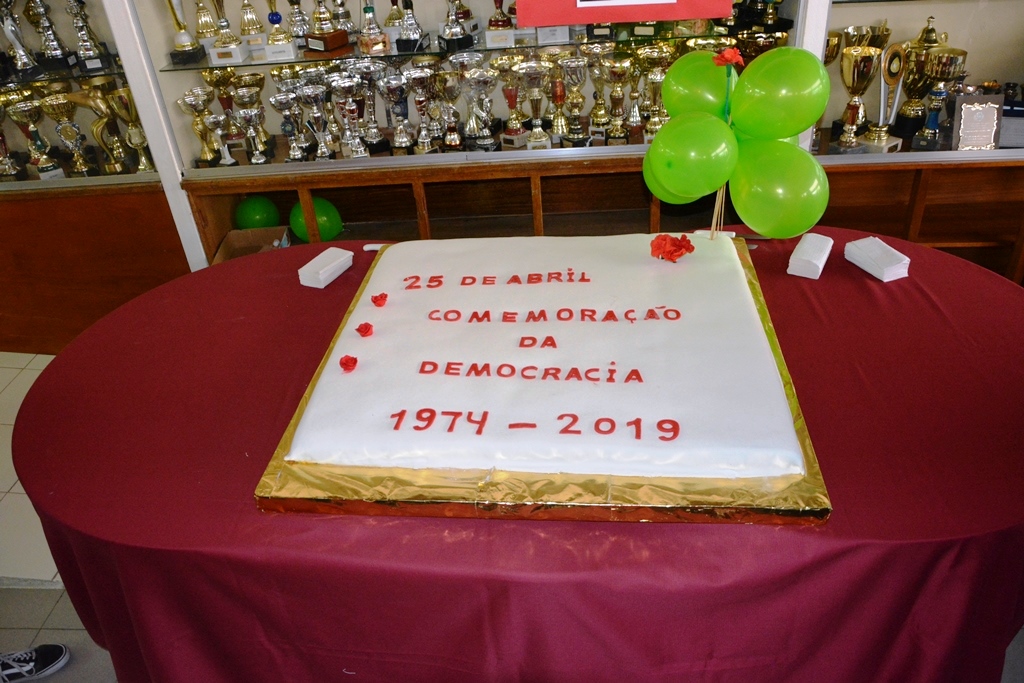 25 DE ABRIL
COMEMORAÇÃO
DA
DEMOCRACIA
1974 - 2019